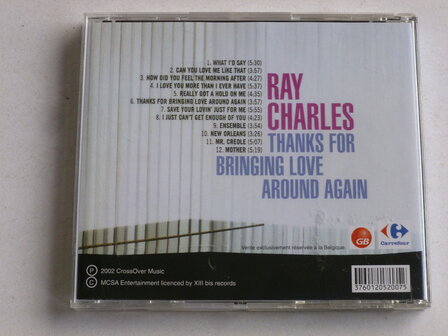 1. WHAT I'D SAY (5:30)
2. CAN YOU LOVE ME LIKE THAT (3:57)
3. HOW DID YOU FEEL THE MORNING AFTER (4:27)
4. I LOVE YOU MORE THAN I EVER HAVE (5:37)
5. REALLY GOT A HOLD ON ME (4:35)
6. THANKS FOR BRINGING LOVE AROUND AGAIN (3:57)
7. SAVE YOUR LOVIN' JUST FOR ME (5:53)
8. I JUST CAN'T GET ENOUGH OF YOU (4:23)
9. ENSEMBLE (3:54)
10. NEW ORLEANS (3:26)
11. MR. CREOLE (5:07)
12. MOTHER (5:19)
RAY
CHARLES
THANKS FOR
BRINGING LOVE
AROUND AGAIN
GB
Carrefour
Vente exclusivement réservée à la Belgique.
P 2002 CrossOver Music
C MCSA Entertainment licenced by XIII bis records
3760120520075